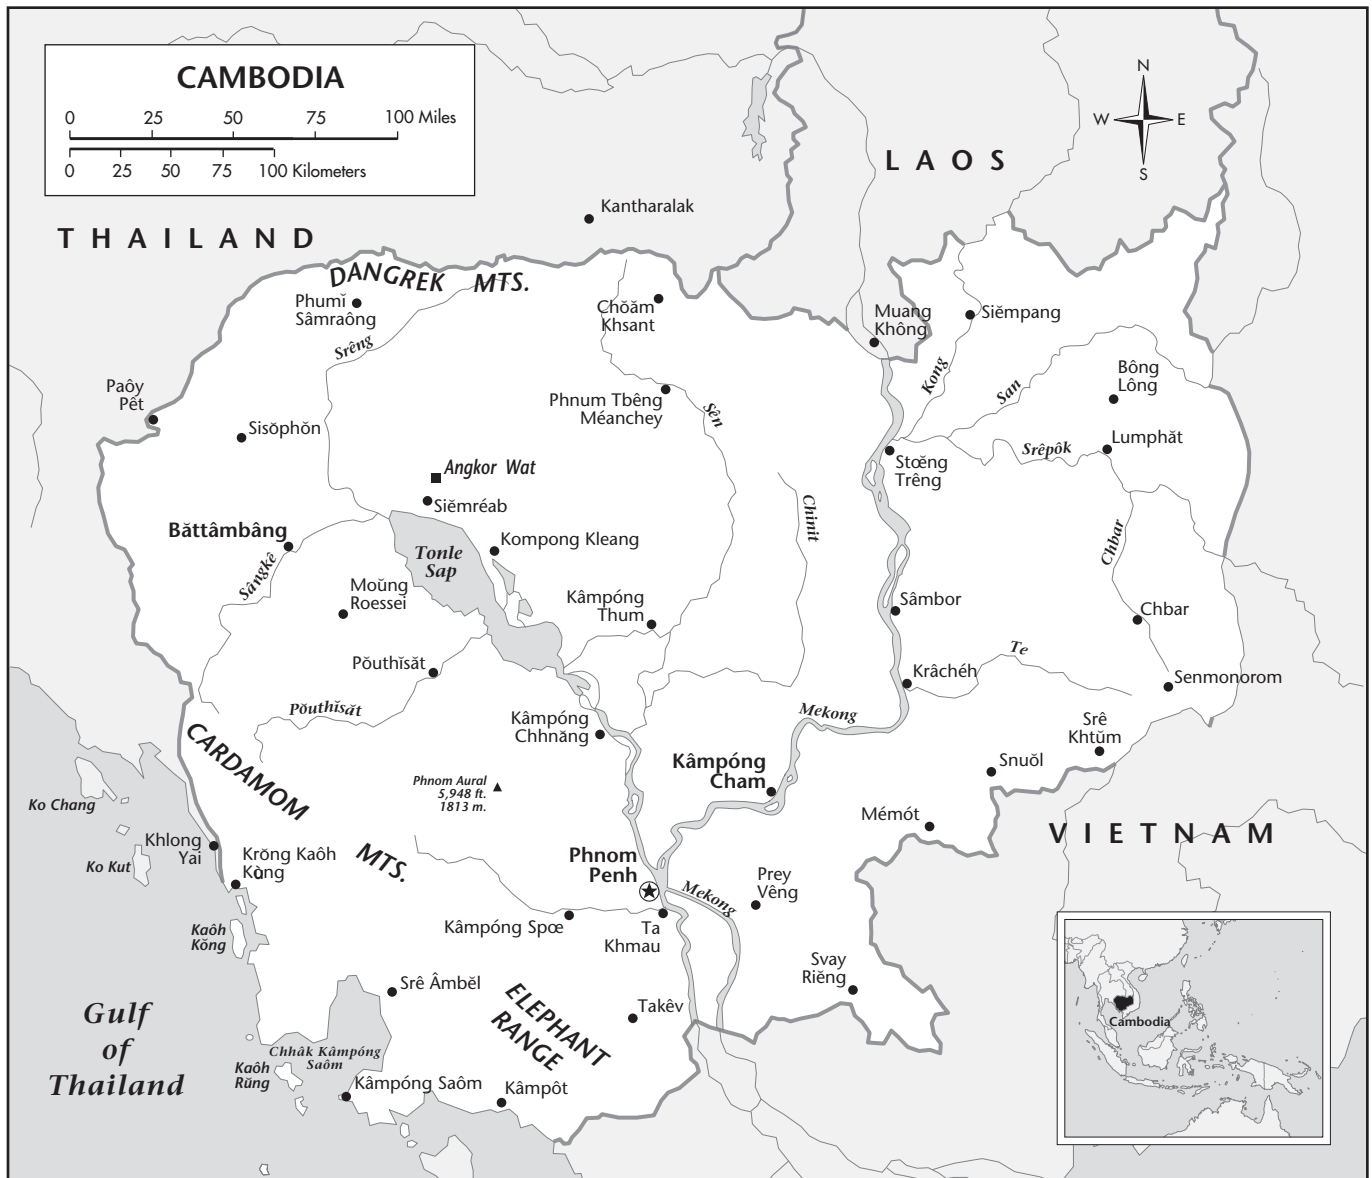 CAMBODIA
0 25 50 75 100 Miles
0 25 50 75 100 Kilometers
N
W E
S
THAILAND
LAOS
Kantharalak
DANGREK MTS.
Phumĭ
Sâmraông
Srêng
Chŏăm
Khsant
Muang
Không
Siĕmpang
Kong
San
Bông
Lông
Paôy
Pêt
Sisŏphŏn
Phnum Tbêng
Méanchey
Sên
Srêpôk
Lumphăt
Stœ̆ng
Trêng
Angkor Wat
Siĕmréab
Chinit
Chbar
Băttâmbâng
Kompong Kleang
Tonle
Sap
Sângkê
Moŭng
Roessei
Kâmpóng
Thum
Sâmbor
Chbar
Te
Poŭthĭsăt
Krâchéh
Senmonorom
Poŭthĭsăt
Kâmpóng
Chhnăng
Mekong
Srê
Khtŭm
CARDAMOM
MTS.
Kâmpóng
Cham
Snuŏl
Phnom Aural
5,948 ft.
1813 m.
Ko Chang
Mémót
VIETNAM
Khlong
Yai
Ko Kut
Krŏng Kaôh
Kŭng
Phnom
Penh
Mekong
Prey
Vêng
Kaôh
Kŏng
Kâmpóng Spœ
Ta
Khmau
Svay
Riĕng
Srê Âmbĕl
ELEPHANT
RANGE
Takêv
Gulf
of
Thailand
Chhâk Kâmpóng
Saôm
Kaôh
Rŭng
Kâmpóng Saôm
Kâmpôt
Cambodia